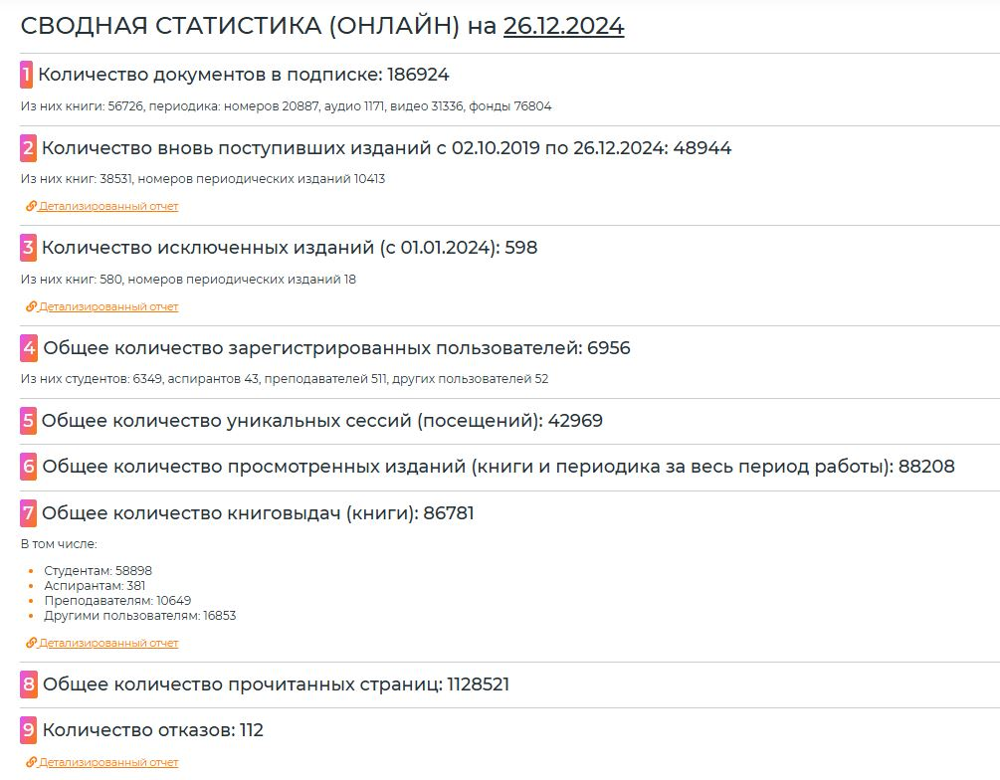 СВОДНАЯ СТАТИСТИКА (ОНЛАЙН) на 26.12.2024
1 Количество документов в подписке: 186924
Из них книги: 56726, периодика: номеров 20887, аудио 1171, видео 31336, фонды 76804
2 Количество вновь поступивших изданий с 02.10.2019 по 26.12.2024: 48944
Из них книг: 38531, номеров периодических изданий 10413
Детализированный отчет
3 Количество исключенных изданий (с 01.01.2024): 598
Из них книг: 580, номеров периодических изданий 18
Детализированный отчет
4 Общее количество зарегистрированных пользователей: 6956
Из них студентов: 6349, аспирантов 43, преподавателей 511, других пользователей 52
5 Общее количество уникальных сессий (посещений): 42969
6 Общее количество просмотренных изданий (книги и периодика за весь период работы): 88208
7 Общее количество книговыдач (книги): 86781
В том числе:
Студентам: 58898
Аспирантам: 381
Преподавателям: 10649
Другими пользователям: 16853
Детализированный отчет
8 Общее количество прочитанных страниц: 1128521
9 Количество отказов: 112
Детализированный отчет